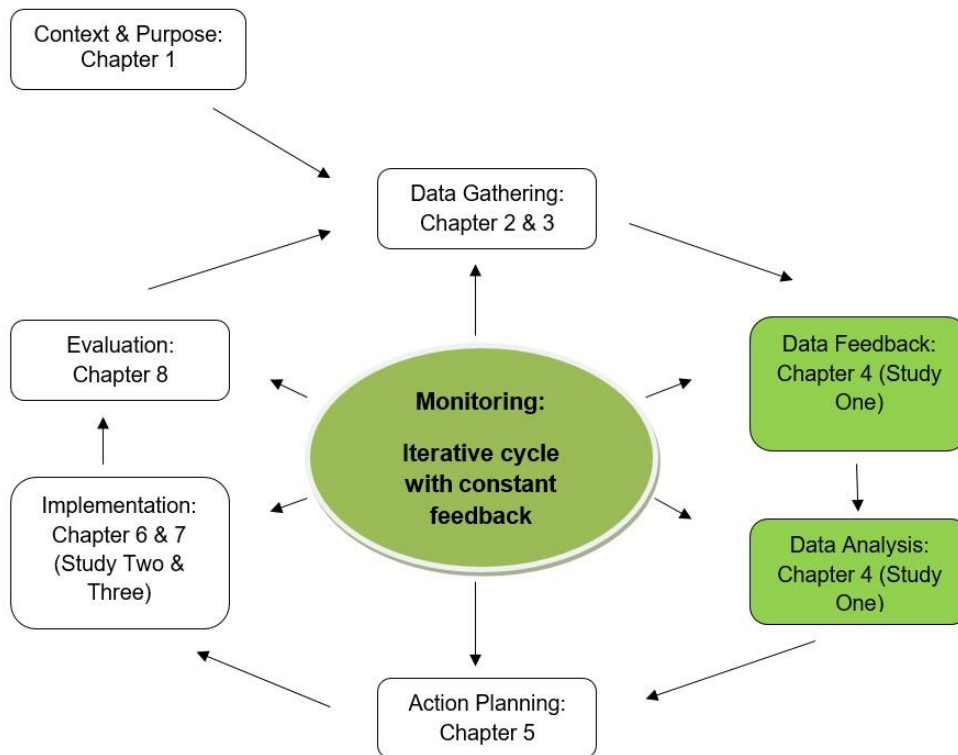 Context & Purpose:
Chapter 1
Data Gathering:
Chapter 2 & 3
Data Feedback:
Chapter 4 (Study
One)
Data Analysis:
Chapter 4 (Study
One)
Action Planning:
Chapter 5
Implementation:
Chapter 6 & 7
(Study Two &
Three)
Evaluation:
Chapter 8
Monitoring:
Iterative cycle
with constant
feedback